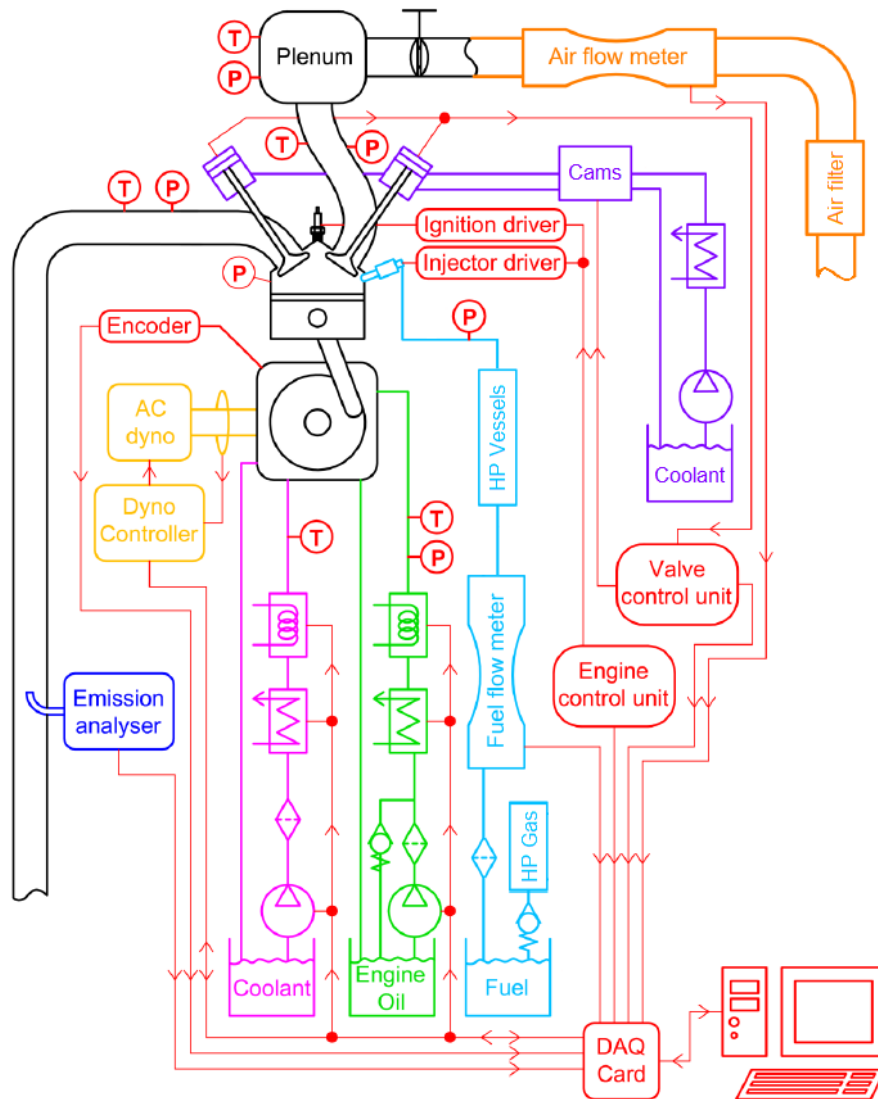 T
Plenum
P
Air flow meter
T
P
Cams
Air filter
T
P
Ignition driver
Injector driver
P
P
Encoder
AC
dyno
HP Vessels
Coolant
Dyno
Controller
T
T
P
Valve
control unit
Fuel flow meter
Engine
control unit
Emission
analyser
HP Gas
Coolant
Engine
Oil
Fuel
DAQ
Card